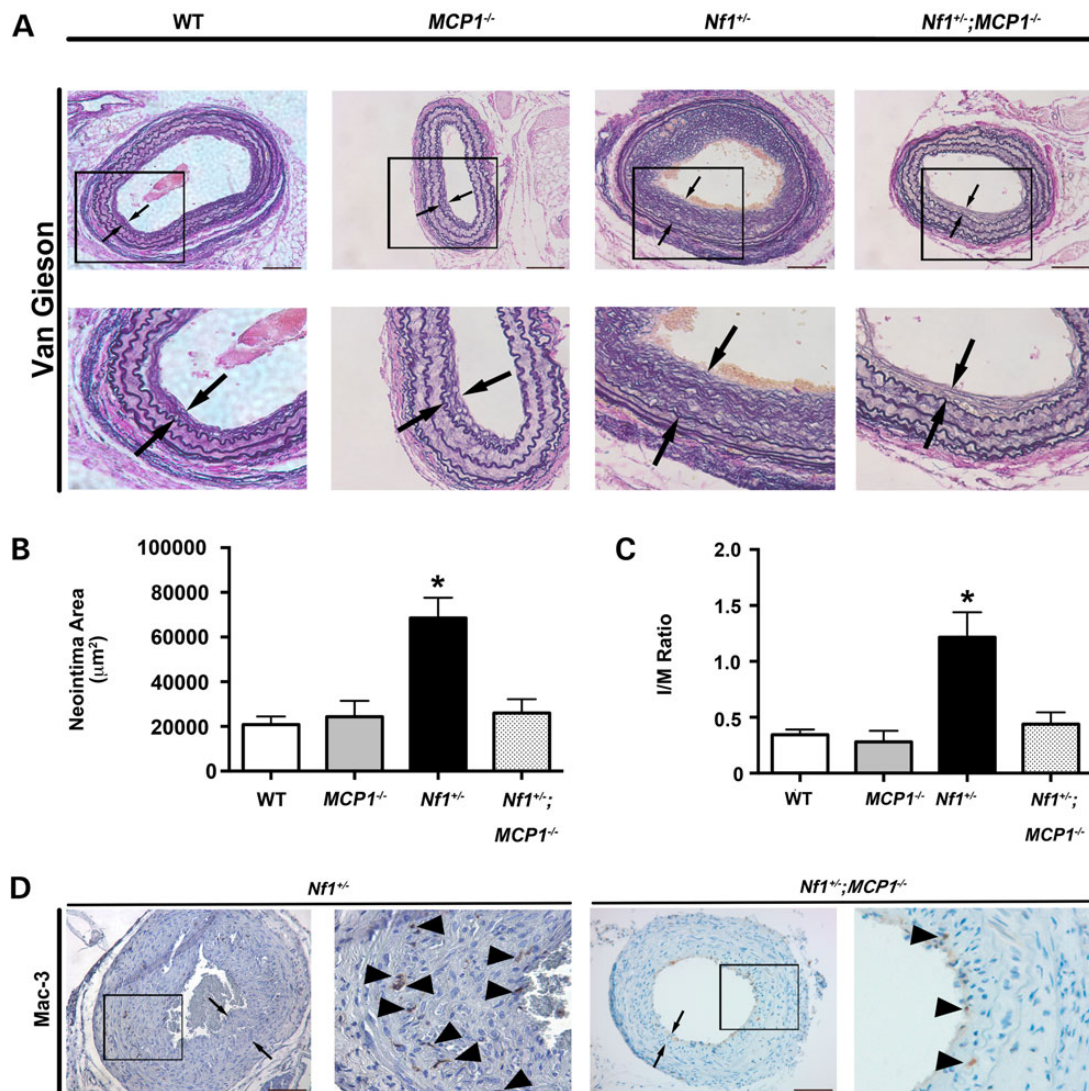 A
WT MCP1-/- Nf1+/- Nf1+/-;MCP1-/-
Van Gieson
B
Neointima Area
(μm²)
100000
80000
60000
40000
20000
0
*
WT MCP1-/- Nf1+/- Nf1+/-;
MCP1-/-
C
I/M Ratio
2.0
1.5
1.0
0.5
0
*
WT MCP1-/- Nf1+/- Nf1+/-;
MCP1-/-
D
Nf1+/- Nf1+/-;MCP1-/-
Mac-3